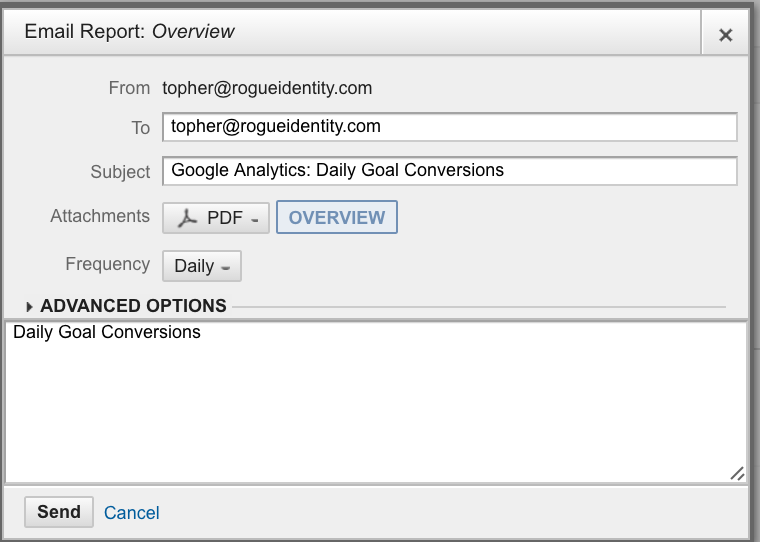 Email Report: Overview
From topher@rogueidentity.com
To topher@rogueidentity.com
Subject Google Analytics: Daily Goal Conversions
Attachments PDF OVERVIEW
Frequency Daily
ADVANCED OPTIONS
Daily Goal Conversions
Send Cancel